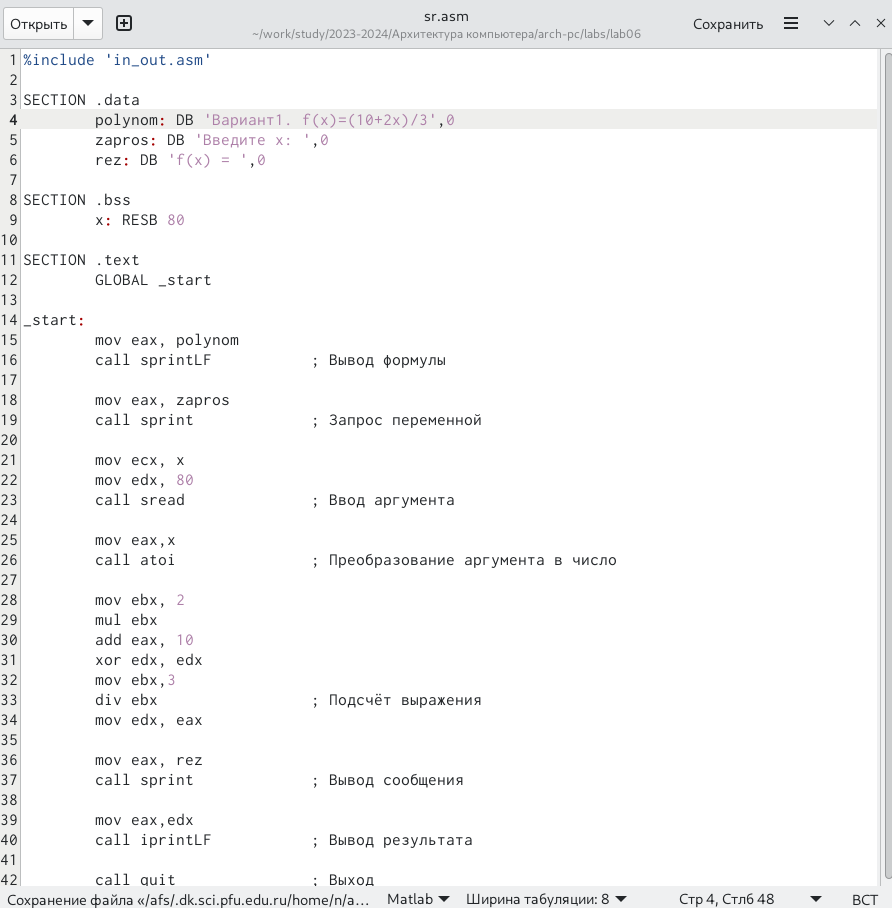 Открыть
sr.asm
~/work/study/2023-2024/Архитектура компьютера/arch-pc/labs/lab06
Сохранить
1 %include 'in_out.asm'
2
3 SECTION .data
4 polynom: DB 'Вариант1. f(x)=(10+2x)/3',0
5 zapros: DB 'Введите x: ',0
6 rez: DB 'f(x) = ',0
7
8 SECTION .bss
9 x: RESB 80
10
11 SECTION .text
12 GLOBAL _start
13
14 _start:
15 mov eax, polynom
16 call sprintLF ; Вывод формулы
17
18 mov eax, zapros
19 call sprint ; Запрос переменной
20
21 mov ecx, x
22 mov edx, 80
23 call sread ; Ввод аргумента
24
25 mov eax,x
26 call atoi ; Преобразование аргумента в число
27
28 mov ebx, 2
29 mul ebx
30 add eax, 10
31 xor edx, edx
32 mov ebx,3
33 div ebx ; Подсчёт выражения
34 mov edx, eax
35
36 mov eax, rez
37 call sprint ; Вывод сообщения
38
39 mov eax,edx
40 call iprintLF ; Вывод результата
41
42 call quit ; Выход
Сохранение файла «/afs/.dk.sci.pfu.edu.ru/home/n/a... Matlab Ширина табуляции: 8 Стр 4, Стлб 48 ВСТ